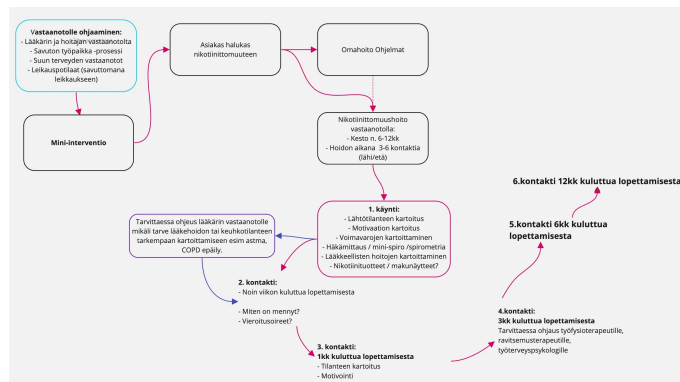 Vastaanotolle ohjaaminen:
- Lääkärin ja hoitajan vastaanotolta
- Savuton työpaikka -prosessi
- Suun terveyden vastaanotot
- Leikauspotilaat (savuttomana
leikkaukseen)
Mini-interventio
Asiakas halukas
nikotiinittomuuteen
Omahoito Ohjelmat
Nikotiinittomuushoito
vastaanotolla:
- Kesto n. 6-12kk
- Hoidon aikana 3-6 kontaktia
(lähi/etä)
1. käynti:
- Lähtötilanteen kartoitus
- Motivaation kartoitus
- Voimavarojen kartoittaminen
- Häkämittaus / mini-spiro /spirometria
- Lääkkeellisten hoitojen kartoittaminen
- Nikotiinituotteet / makunäytteet?
Tarvittaessa ohjeus lääkärin vastaanotolle
mikäli tarve lääkehoidon tai keuhkotilanteen
tarkempaan kartoittamiseen esim astma,
COPD epäily.
2. kontakti:
- Noin viikon kuluttua lopettamisesta
- Miten on mennyt?
- Vieroitusoireet?
3. kontakti:
1kk kuluttua lopettamisesta
- Tilanteen kartoitus
- Motivointi
4.kontakti:
3kk kuluttua lopettamisesta
Tarvittaessa ohjaus työfysioterapeutille,
ravitsemusterapeutille,
työterveyspsykologille
5.kontakti 6kk kuluttua
lopettamisesta
6.kontakti 12kk kuluttua lopettamisesta